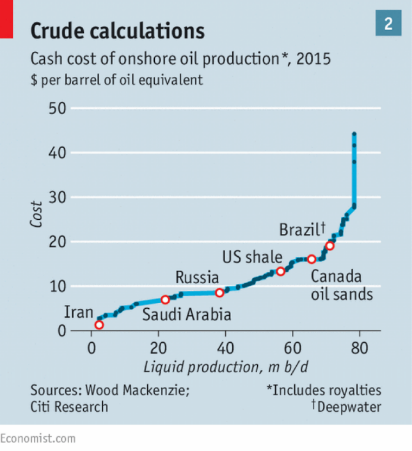 2
Crude calculations
Cash cost of onshore oil production*, 2015
$ per barrel of oil equivalent
50
40
30
20
10
0
Cost
Brazil†
US shale
Canada
oil sands
Russia
Iran
Saudi Arabia
0 20 40 60 80
Liquid production, m b/d
Sources: Wood Mackenzie;
Citi Research
*Includes royalties
†Deepwater
Economist.com